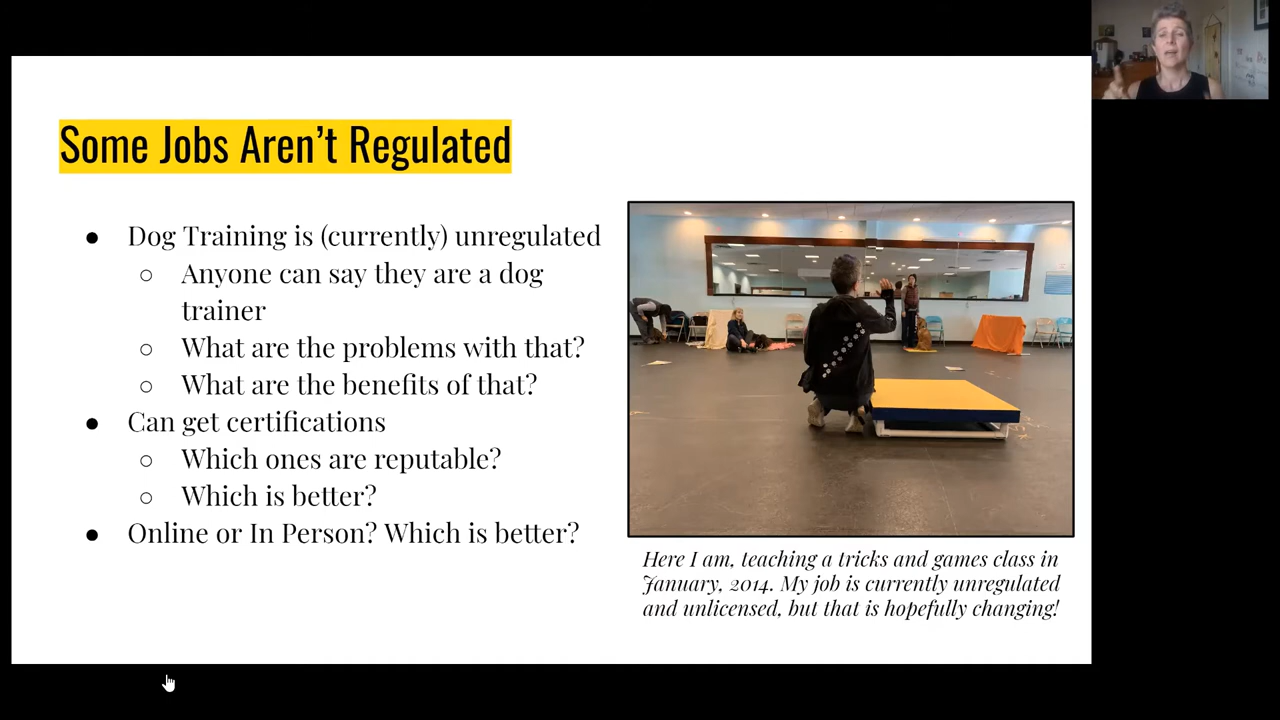 Some Jobs Aren't Regulated
● Dog Training is (currently) unregulated
○ Anyone can say they are a dog
trainer
○ What are the problems with that?
○ What are the benefits of that?
● Can get certifications
○ Which ones are reputable?
○ Which is better?
● Online or In Person? Which is better?
Here I am, teaching a tricks and games class in
January, 2014. My job is currently unregulated
and unlicensed, but that is hopefully changing!